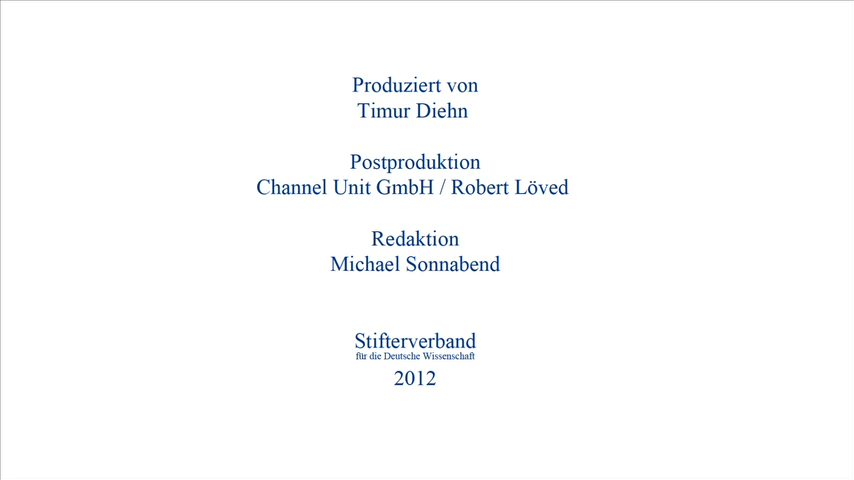 Produziert von
Timur Diehn
Postproduktion
Channel Unit GmbH / Robert Löved
Redaktion
Michael Sonnabend
Stifterverband
für die Deutsche Wissenschaft
2012